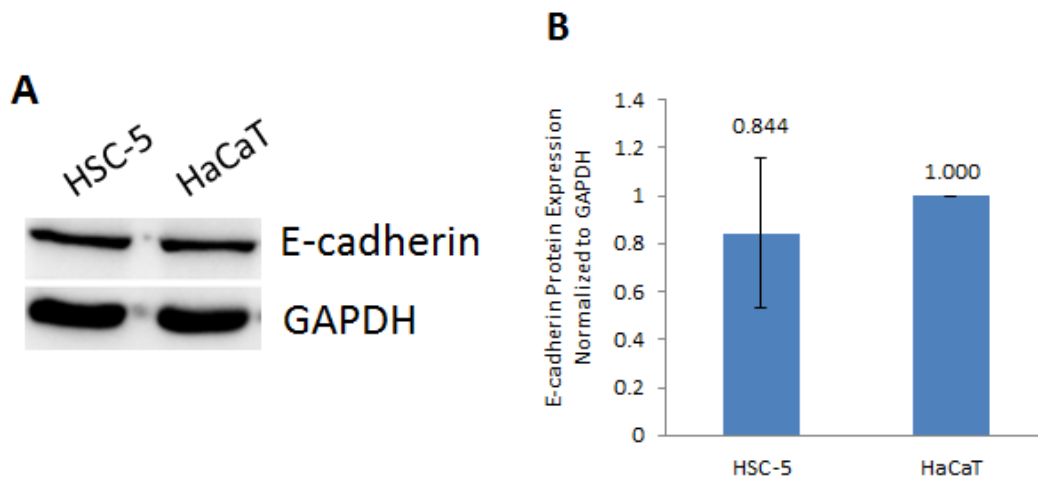 A
HSC-5
HaCaT
E-cadherin
GAPDH
B
E-cadherin Protein Expression
Normalized to GAPDH
1.4
1.2
1
0.8
0.6
0.4
0.2
0
0.844
1.000
HSC-5
HaCaT